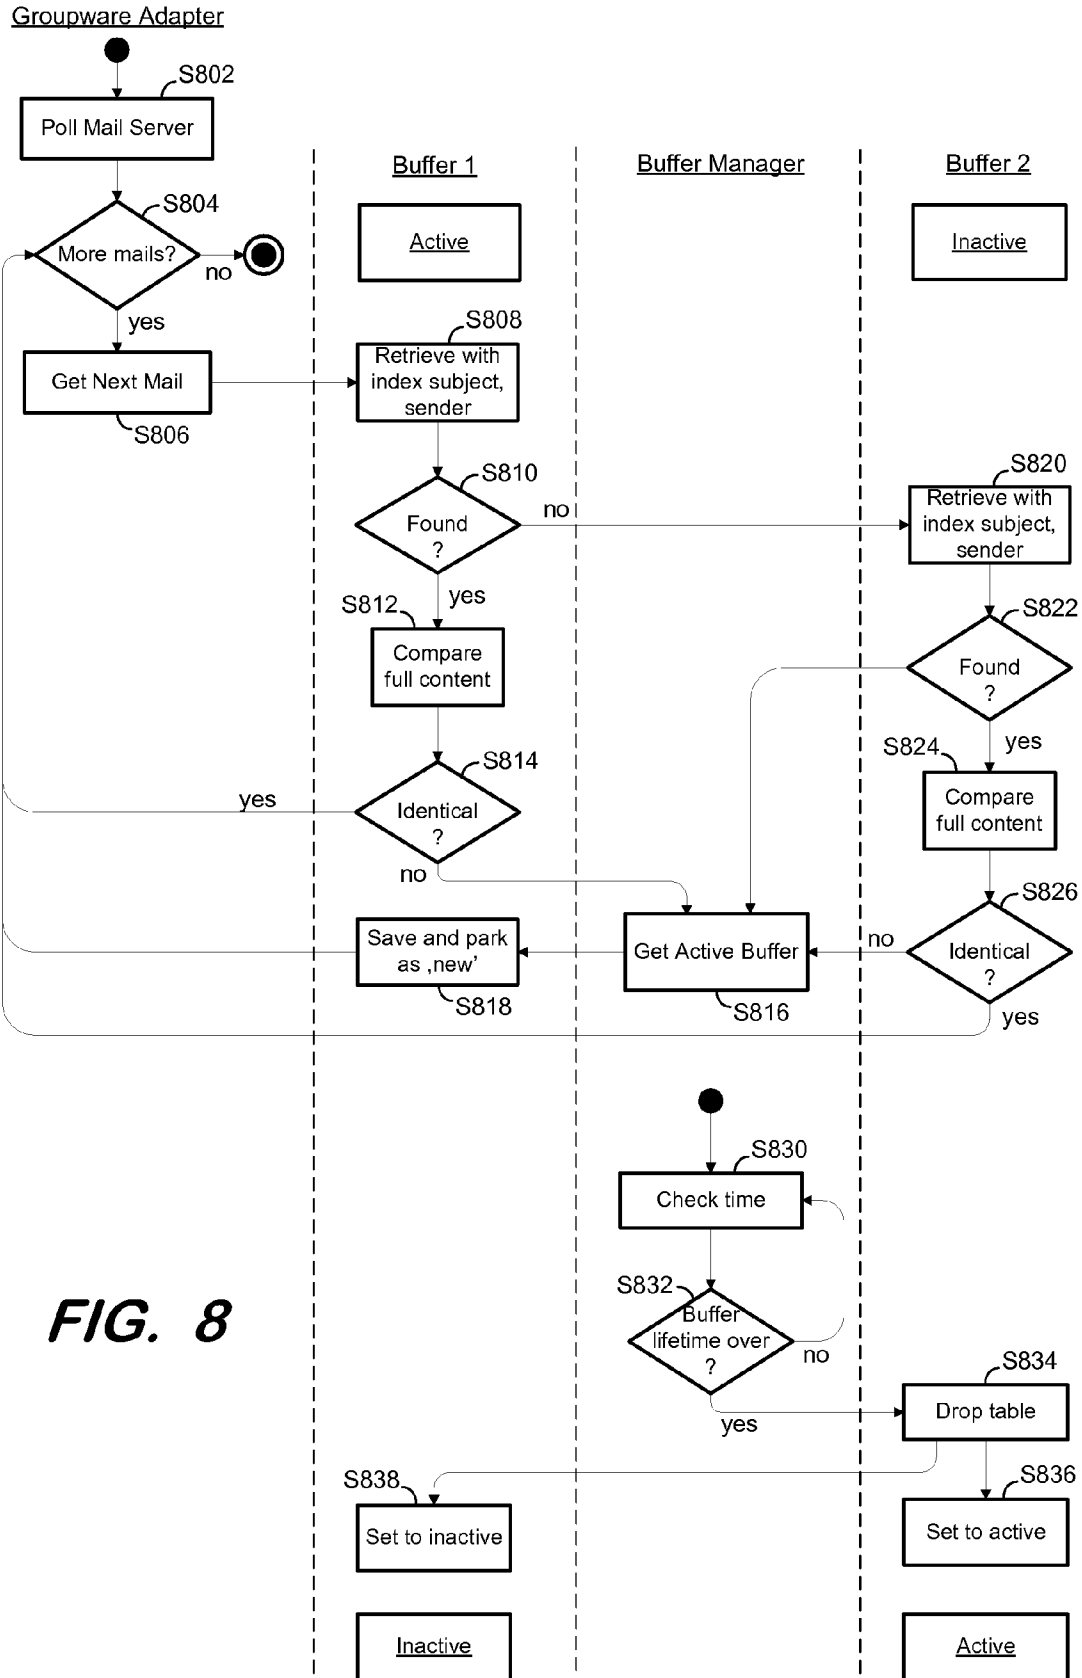 Groupware Adapter
S802
Poll Mail Server
Buffer 1
Buffer Manager
Buffer 2
S804
Active
Inactive
More mails?
no
yes
S808
Get Next Mail
Retrieve with
index subject,
sender
S806
S810
no
Found
?
S820
Retrieve with
index subject,
sender
yes
S812
Compare
full content
S822
Found
?
yes
S814
yes
Identical
?
no
S824
Compare
full content
S826
Save and park
as ‚new’
S818
Get Active Buffer
S816
no
Identical
?
yes
S830
Check time
S832
Buffer
lifetime over
?
no
yes
FIG. 8
S834
Drop table
S838
Set to inactive
S836
Set to active
Inactive
Active